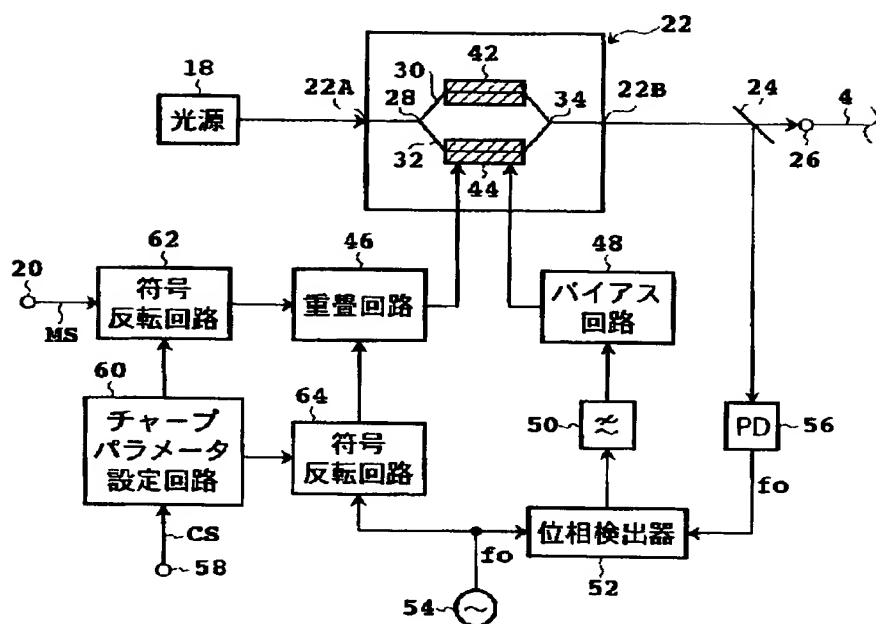 22
18
光源
22A
28
30
42
32
44
34
22B
24
4
26
20
MS
62
符号
反転回路
46
重畳回路
48
バイアス
回路
60
チャープ
パラメータ
設定回路
64
符号
反転回路
50
PD
56
fo
CS
58
fo
位相検出器
52
54